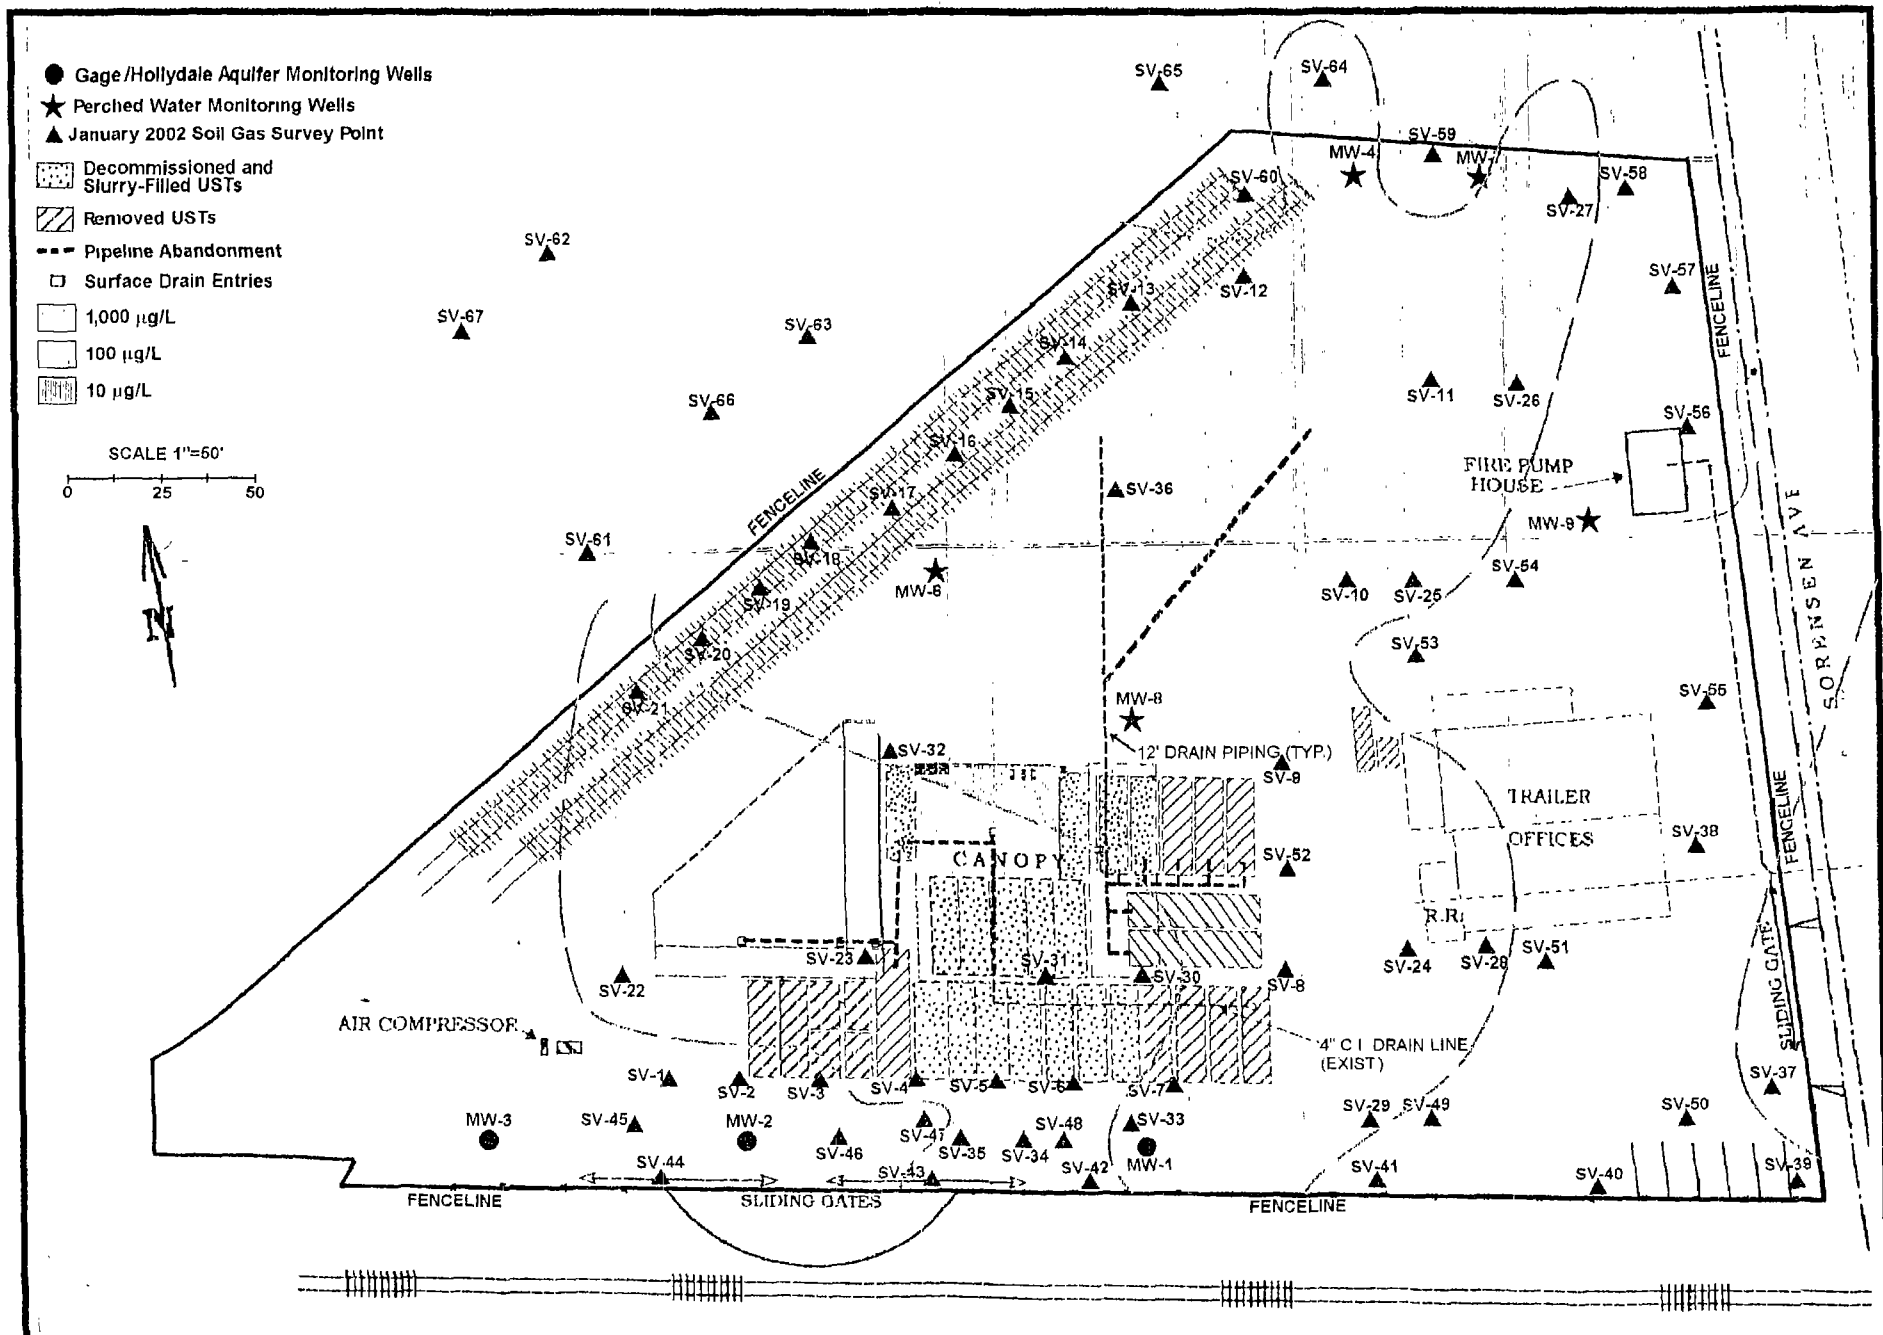 Gage/Hollydale Aquifer Monitoring Wells
Perched Water Monitoring Wells
January 2002 Soil Gas Survey Point
Decommissioned and
Slurry-Filled USTs
Removed USTs
Pipeline Abandonment
Surface Drain Entries
1,000 µg/L
100 µg/L
10 µg/L
SCALE 1"=50'
0 25 50
N
SV-65
SV-64
SV-59
MW-4
MW-
SV-58
SV-60
SV-27
SV-62
SV-57
SV-12
SV-13
SV-67
SV-63
SV-14
FENCELINE
SV-15
SV-11
SV-26
SV-66
SV-56
SV-16
FIRE PUMP
HOUSE
SV-36
SV-17
FENCELINE
MW-9
SORENSEN AVE
SV-61
SV-18
SV-54
MW-6
SV-10
SV-25
SV-19
SV-53
SV-20
SV-55
SV-21
MW-8
SV-32
12' DRAIN PIPING (TYP.)
SV-9
TRAILER
OFFICES
FENCELINE
SV-38
CANOPY
SV-52
R.R.
SV-23
SV-31
SV-30
SV-24
SV-28
SV-51
SV-22
SV-8
SLIDING GATE
AIR COMPRESSOR
4" C I DRAIN LINE
(EXIST)
SV-1
SV-2
SV-3
SV-4
SV-5
SV-6
SV-7
SV-37
MW-3
SV-45
MW-2
SV-46
SV-47
SV-35
SV-34
SV-48
SV-33
MW-1
SV-29
SV-49
SV-50
SV-44
SV-43
SV-42
SV-41
SV-40
SV-39
FENCELINE
SLIDING GATES
FENCELINE